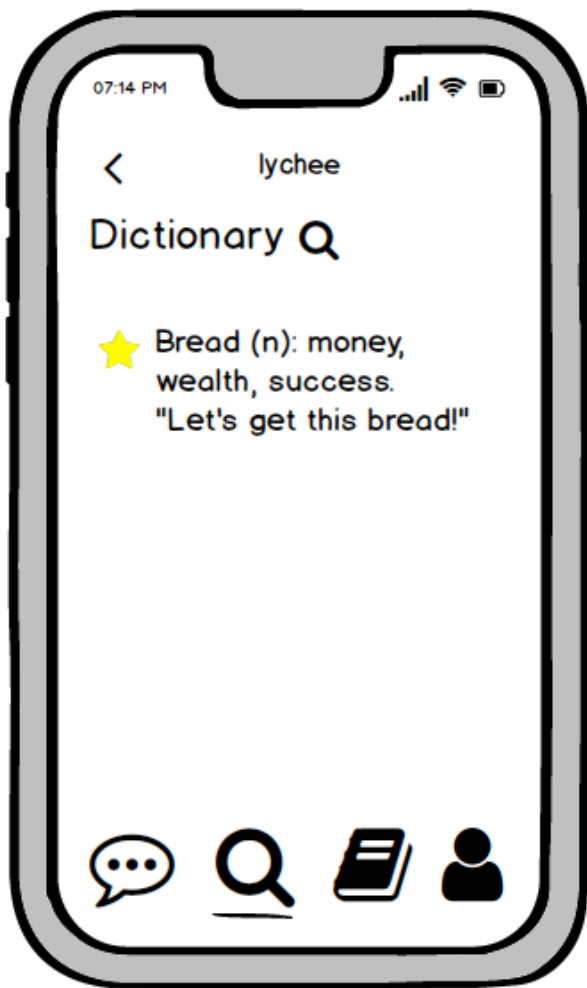 07:14 PM
lychee
Dictionary
Bread (n): money,
wealth, success.
"Let's get this bread!"